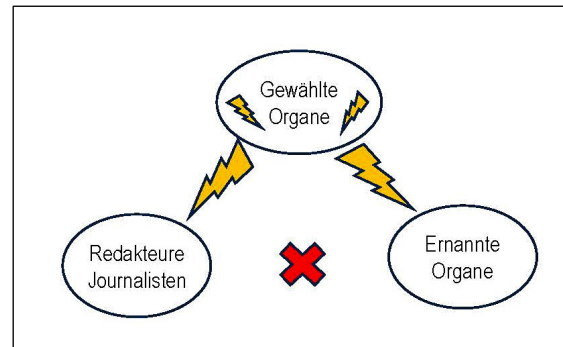 Gewählte
Organe
Redakteure
Journalisten
Ernannte
Organe